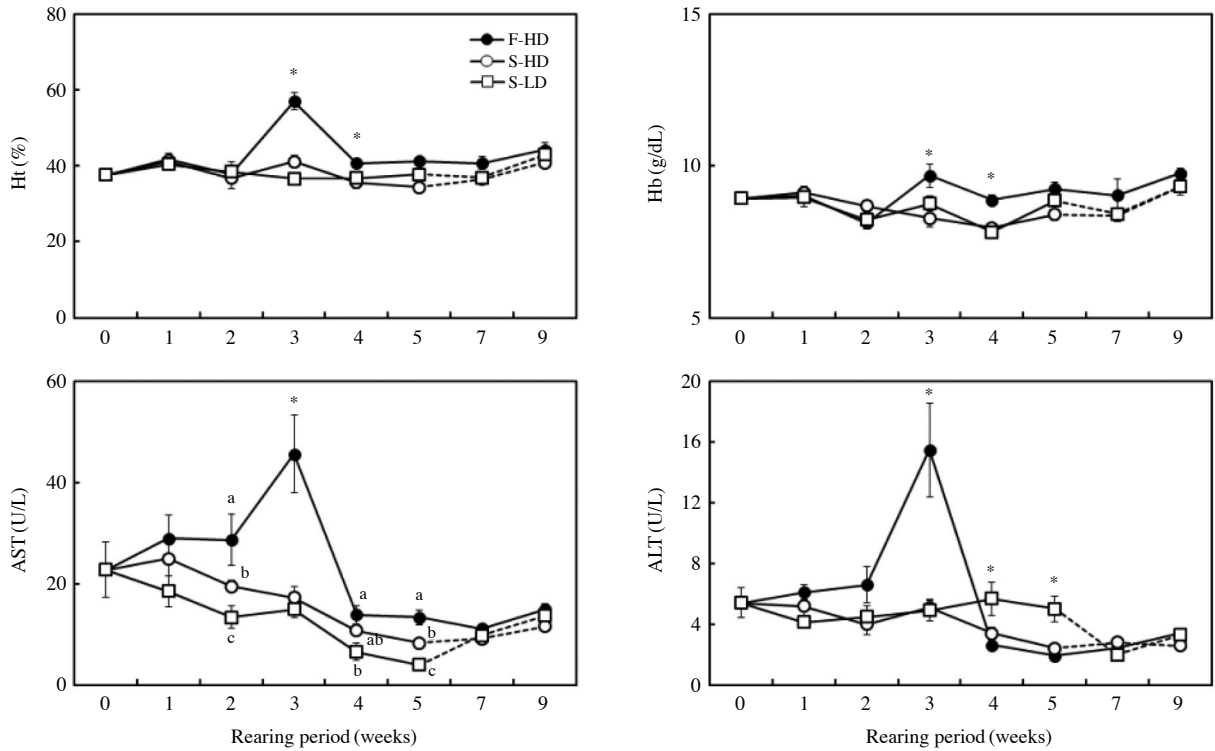 80
60
40
20
0
Ht (%)
F-HD
S-HD
S-LD
*
*
0 1 2 3 4 5 7 9
15
10
5
Hb (g/dL)
*
*
0 1 2 3 4 5 7 9
60
40
20
0
AST (U/L)
*
a
b
c
a
ab
b
a
b
c
0 1 2 3 4 5 7 9
Rearing period (weeks)
20
16
12
8
4
0
ALT (U/L)
*
*
*
0 1 2 3 4 5 7 9
Rearing period (weeks)